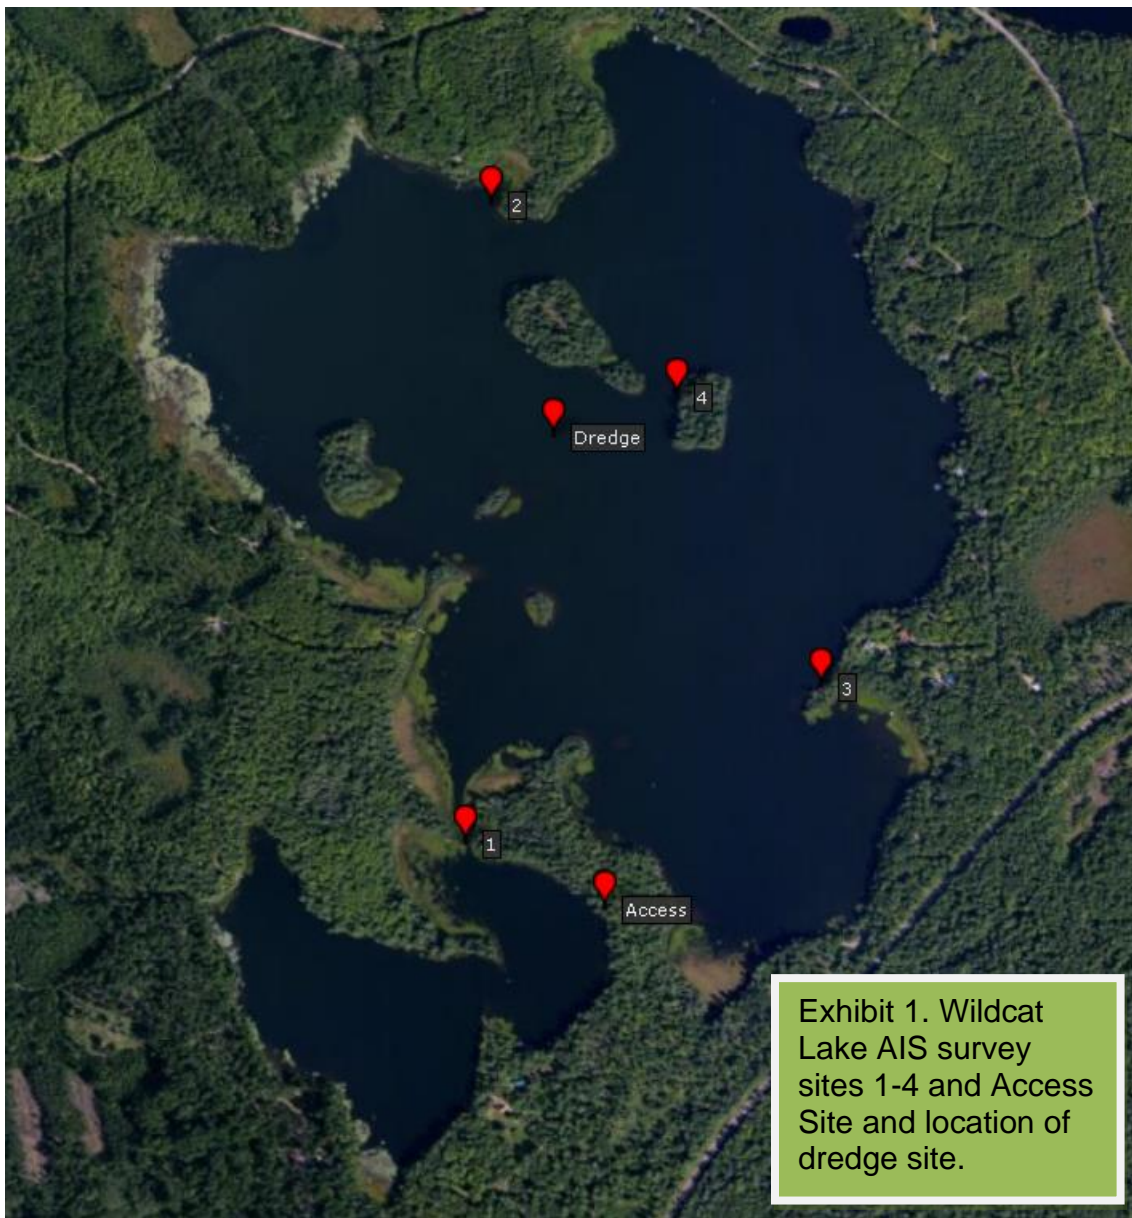 2
4
Dredge
3
1
Access
Exhibit 1. Wildcat
Lake AIS survey
sites 1-4 and Access
Site and location of
dredge site.